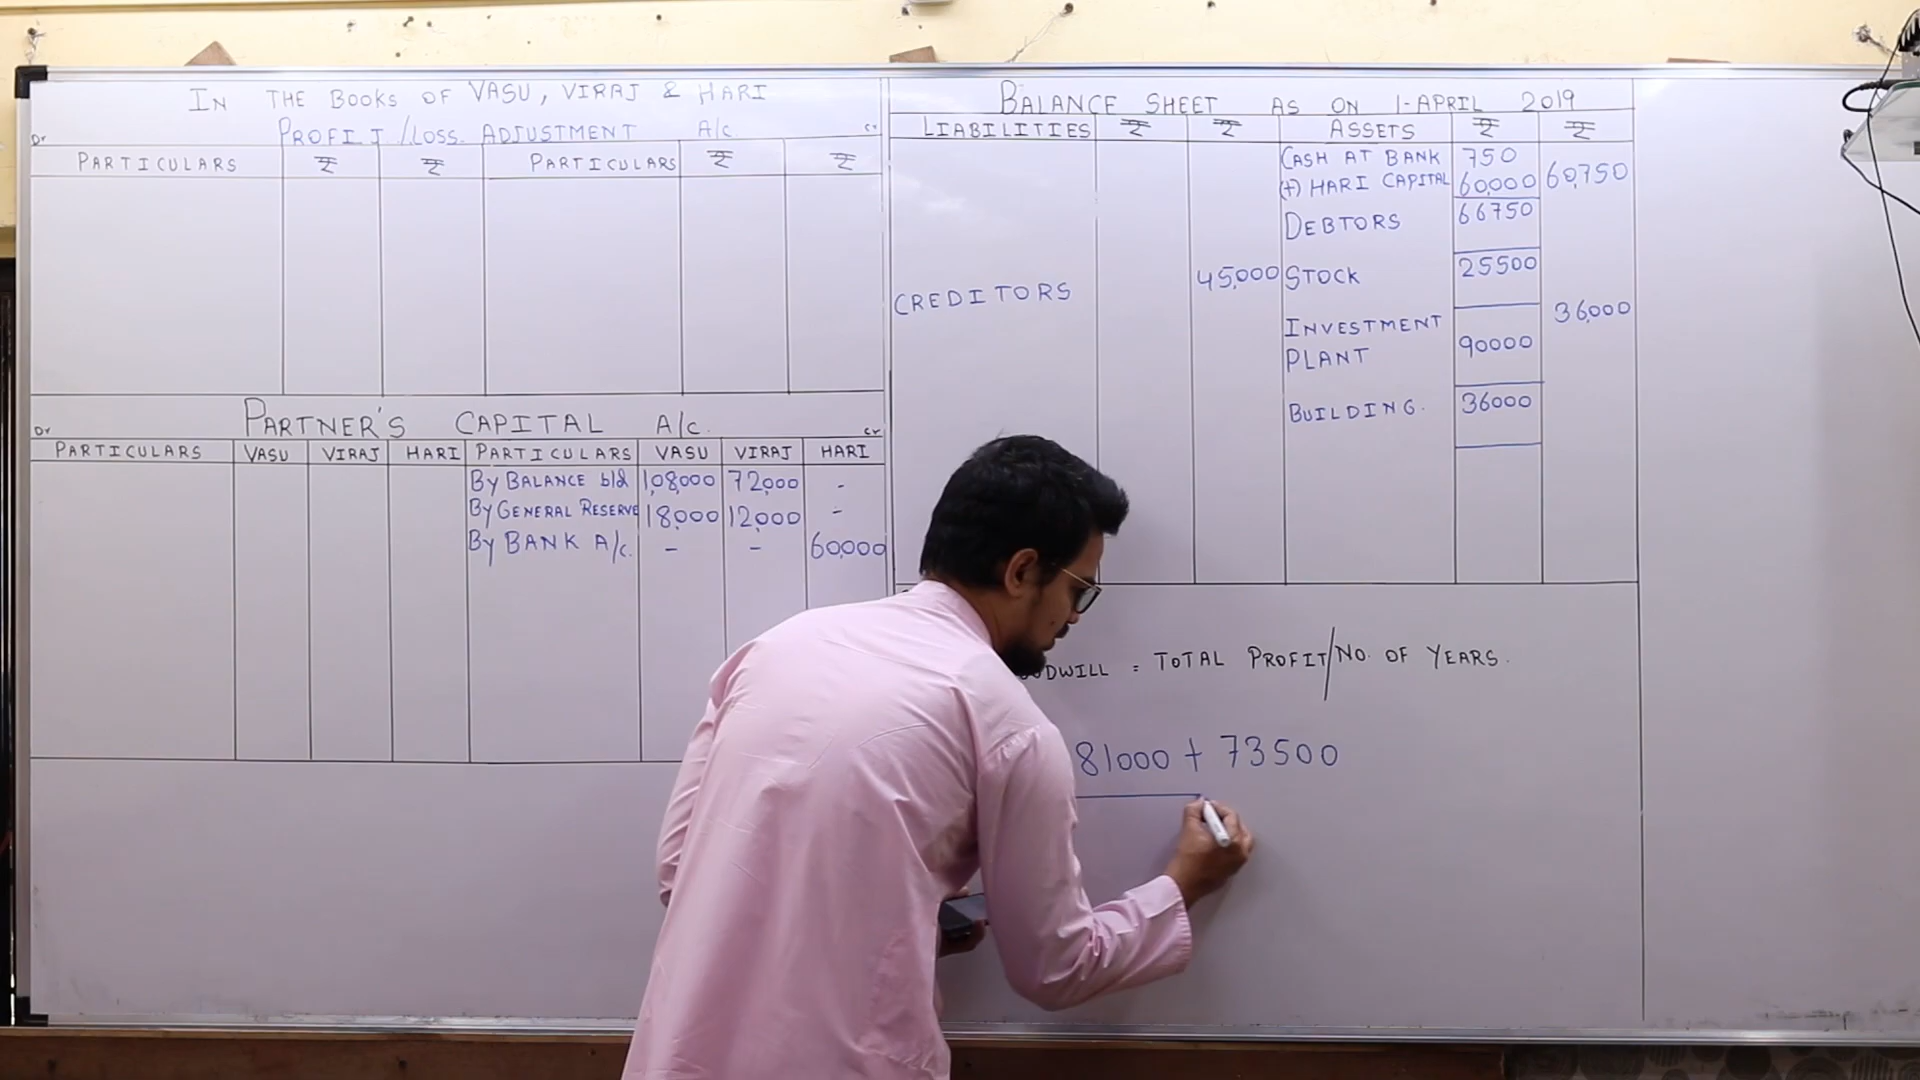 IN THE BOOKS OF VASU, VIRAJ & HARI
PROFIT/LOSS ADJUSTMENT A/c.
Dr Cr
PARTICULARS ₹ ₹ PARTICULARS ₹ ₹
PARTNER'S CAPITAL A/c.
Dr Cr
PARTICULARS VASU VIRAJ HARI PARTICULARS VASU VIRAJ HARI
By BALANCE b/d 1,08,000 72,000 -
By GENERAL RESERVE 18,000 12,000 -
By BANK A/c. - - 60,000
BALANCE SHEET AS ON 1-APRIL 2019
LIABILITIES ₹ ₹ ASSETS ₹ ₹
CASH AT BANK 750
(+) HARI CAPITAL 60,000 60,750
DEBTORS 66750
CREDITORS 45,000 STOCK 25500
INVESTMENT 36,000
PLANT 90000
BUILDING. 36000
= TOTAL PROFIT/NO. OF YEARS.
81000 + 73500